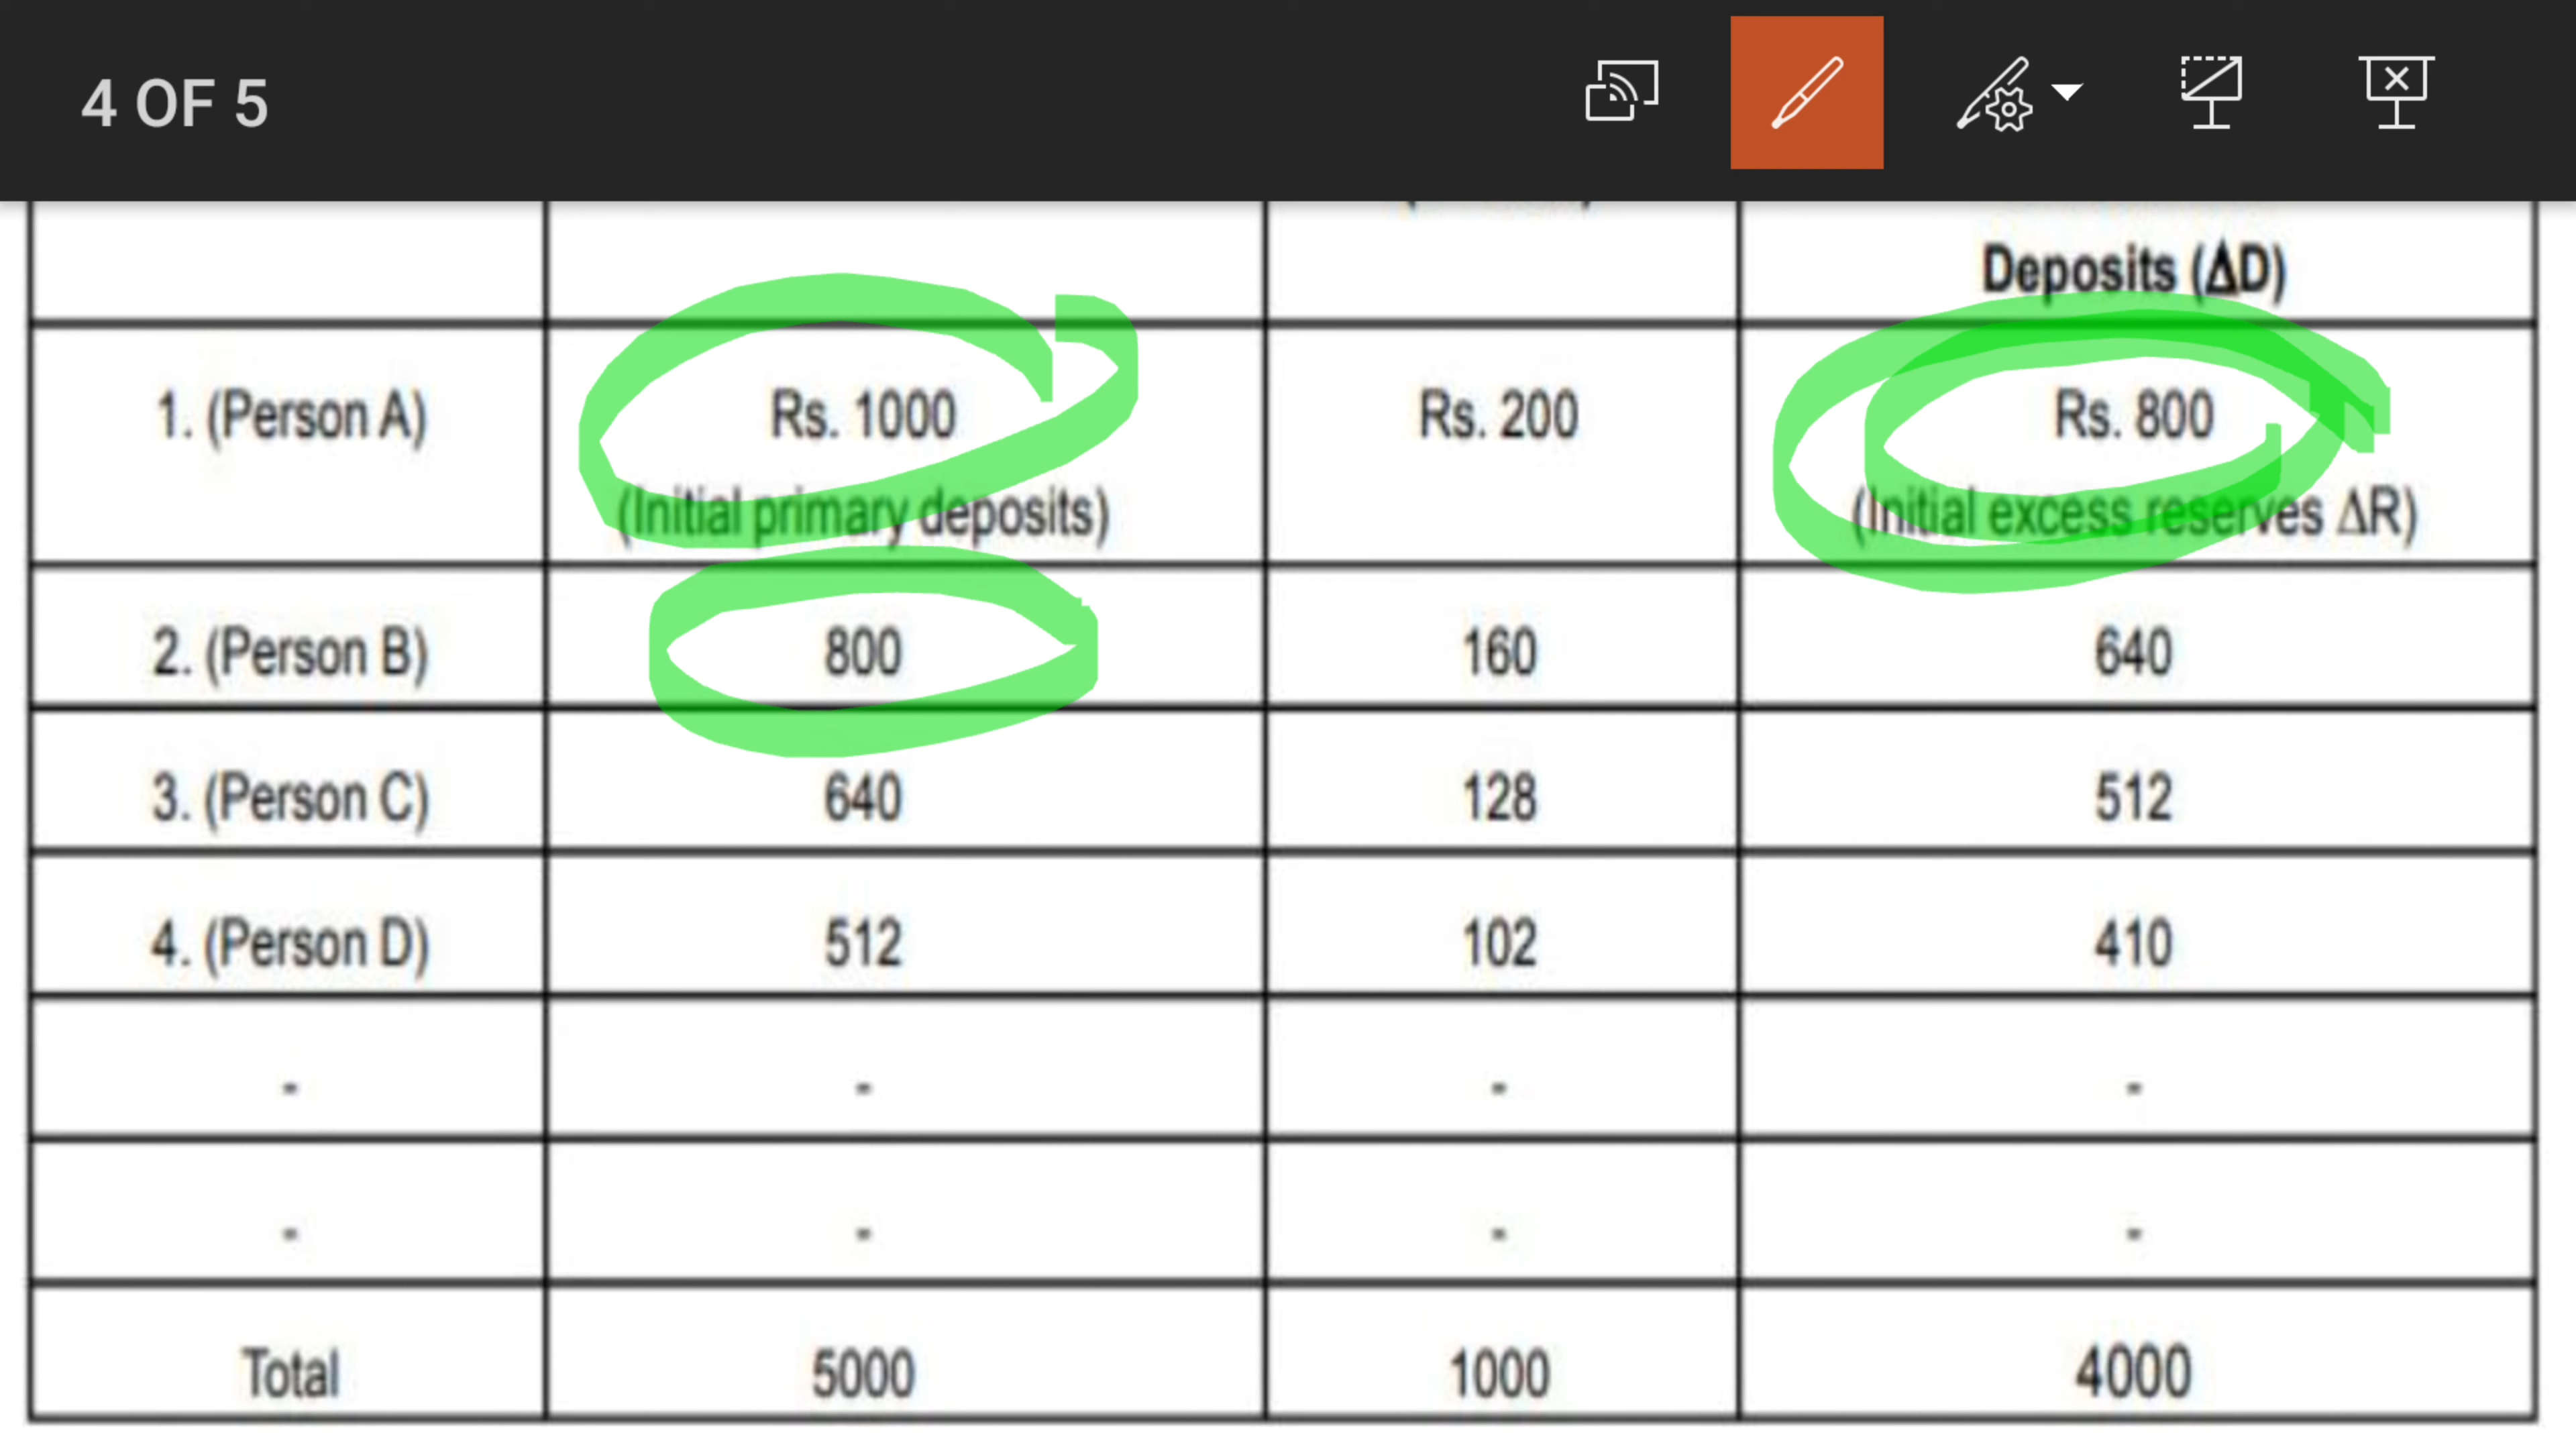 4 OF 5
Deposits (ΔD)
1. (Person A) Rs. 1000 Rs. 200 Rs. 800
(Initial primary deposits) (Initial excess reserves ΔR)
2. (Person B) 800 160 640
3. (Person C) 640 128 512
4. (Person D) 512 102 410
- - - -
- - - -
Total 5000 1000 4000